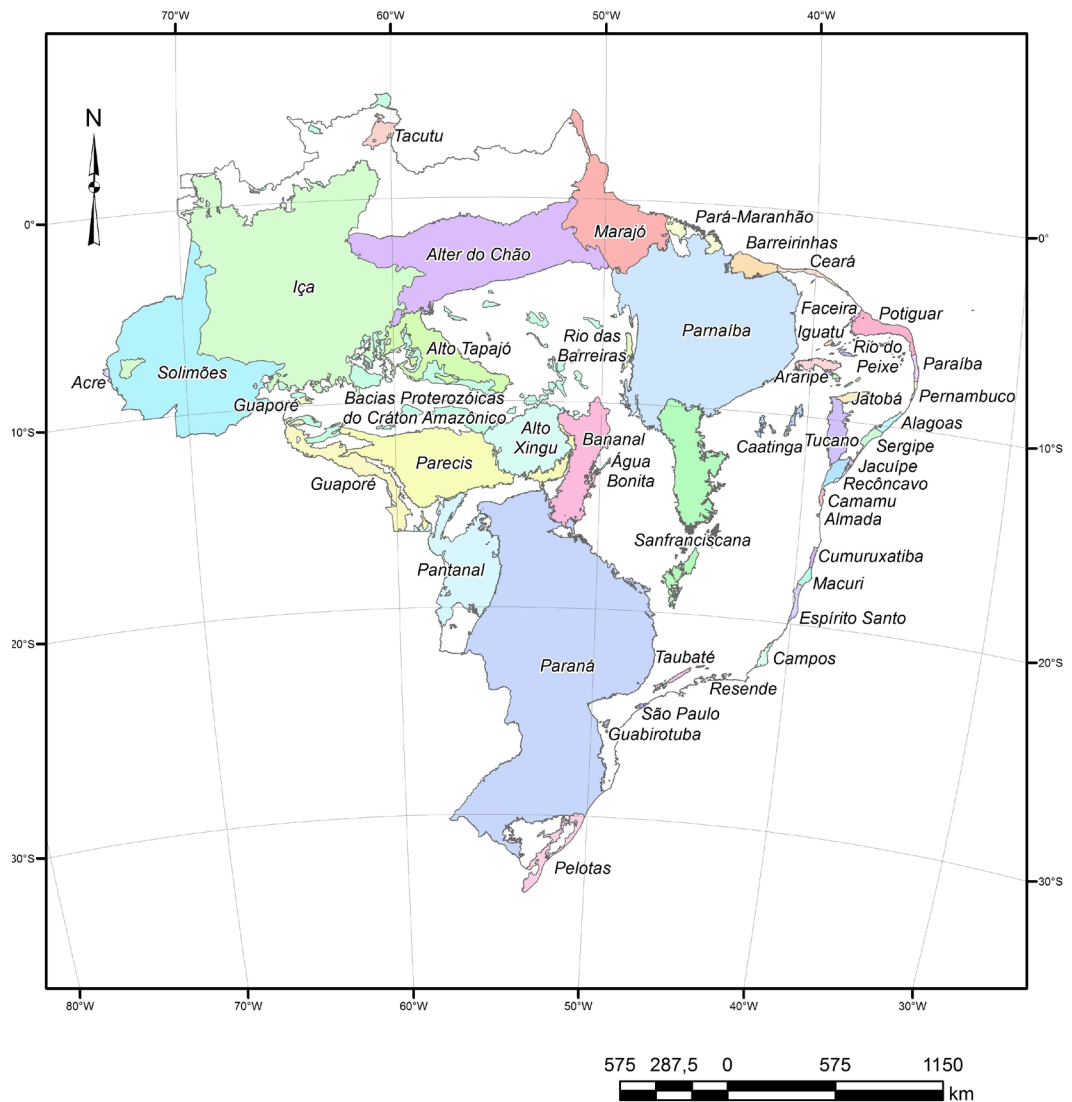 70°W 60°W 50°W 40°W
N
Tacutu
Pará-Maranhão
0°
Marajó
0°
Barreirinhas
Alter do Chão
Ceará
Iça
Faceira
Potiguar
Parnaíba
Iguatu
Rio das
Barreiras
Rio do
Peixe
Alto Tapajó
Paraíba
Solimões
Araripe
Acre
Pernambuco
Jatobá
Guaporé
Bacias Proterozóicas
do Cráton Amazônico
Alagoas
10°S
Alto
Xingu
Bananal
Caatinga
Tucano
Sergipe
10°S
Parecis
Água
Bonita
Jacuípe
Guaporé
Recôncavo
Camamu
Almada
Sanfranciscana
Cumuruxatiba
Pantanal
Macuri
Espírito Santo
20°S
Taubaté
Campos
20°S
Paraná
Resende
São Paulo
Guabirotuba
30°S
Pelotas
30°S
80°W 70°W 60°W 50°W 40°W 30°W
575 287,5 0 575 1150
km